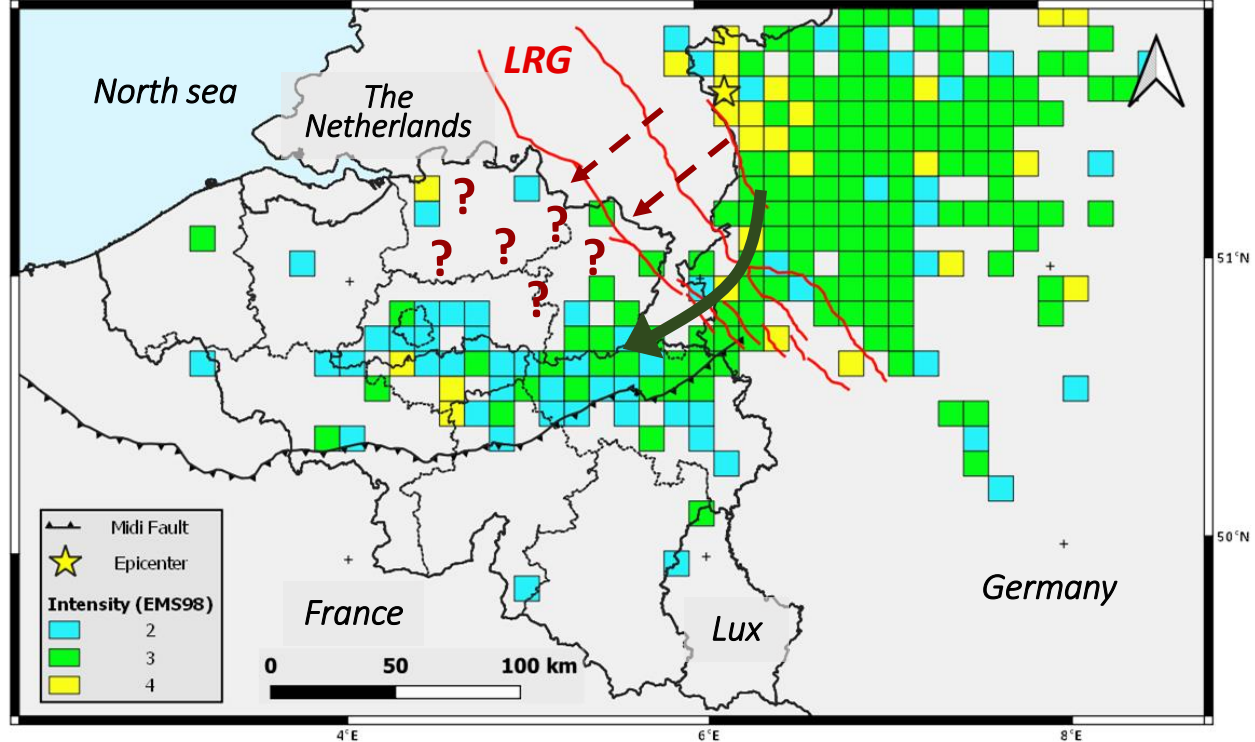 LRG
North sea
The
Netherlands
?
?
?
?
?
?
?
51°N
50°N
Midi Fault
Epicenter
Intensity (EMS98)
2
3
4
France
Lux
Germany
0 50 100 km
4°E 6°E 8°E